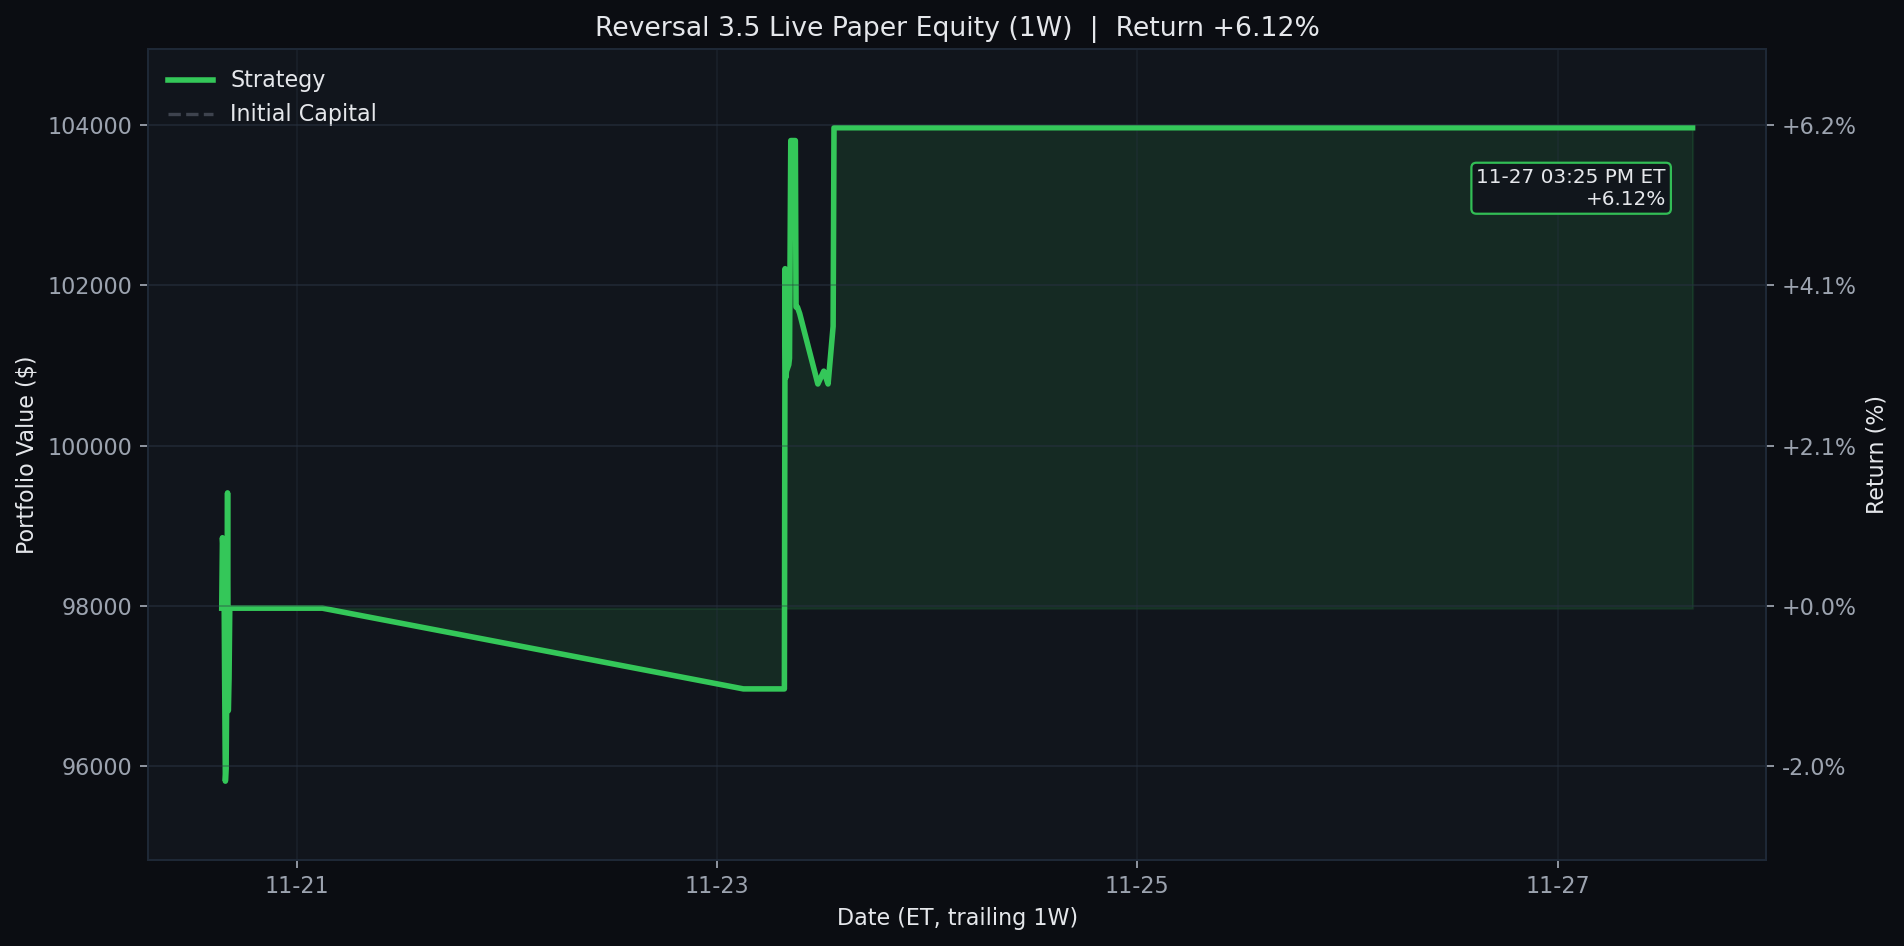 Reversal 3.5 Live Paper Equity (1W)  |  Return +6.12%
Strategy
Initial Capital
104000
102000
100000
98000
96000
Portfolio Value ($)
+6.2%
+4.1%
+2.1%
+0.0%
-2.0%
Return (%)
11-27 03:25 PM ET
+6.12%
11-21
11-23
11-25
11-27
Date (ET, trailing 1W)